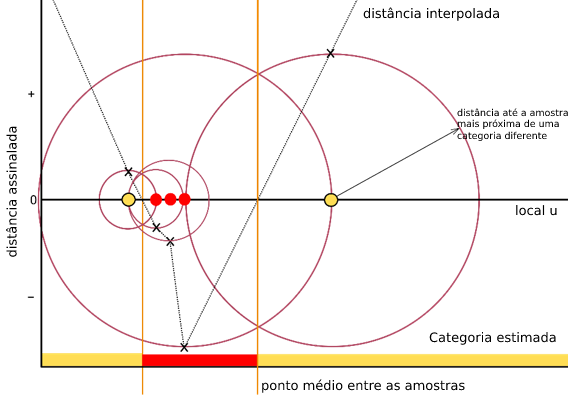 distância interpolada
distância até a amostra
mais próxima de uma
categoria diferente
+
distância assinalada
0
local u
–
Categoria estimada
ponto médio entre as amostras